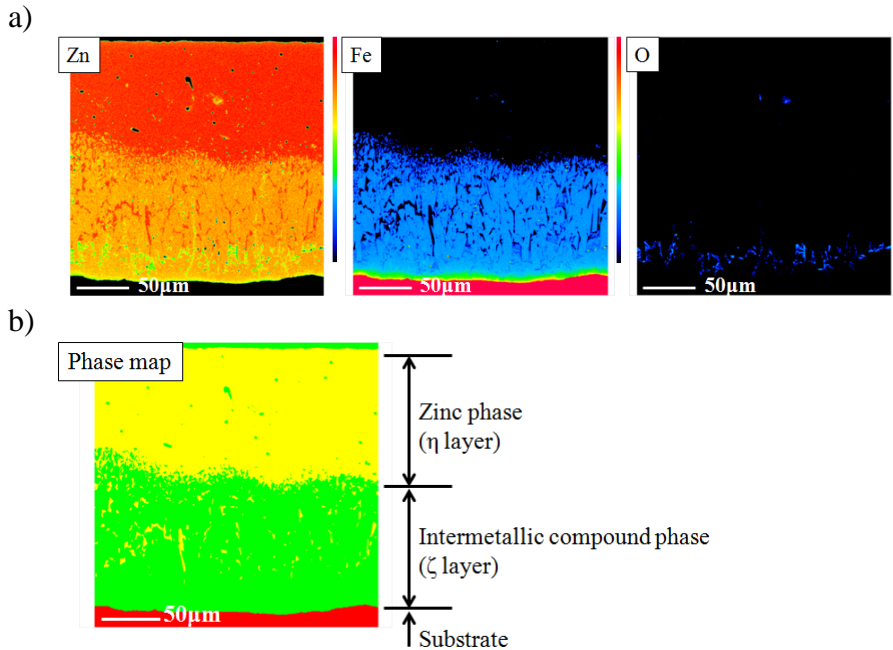 a)
Zn
Fe
O
50μm
50μm
50μm
b)
Phase map
Zinc phase
(η layer)
Intermetallic compound phase
(ζ layer)
50μm
Substrate